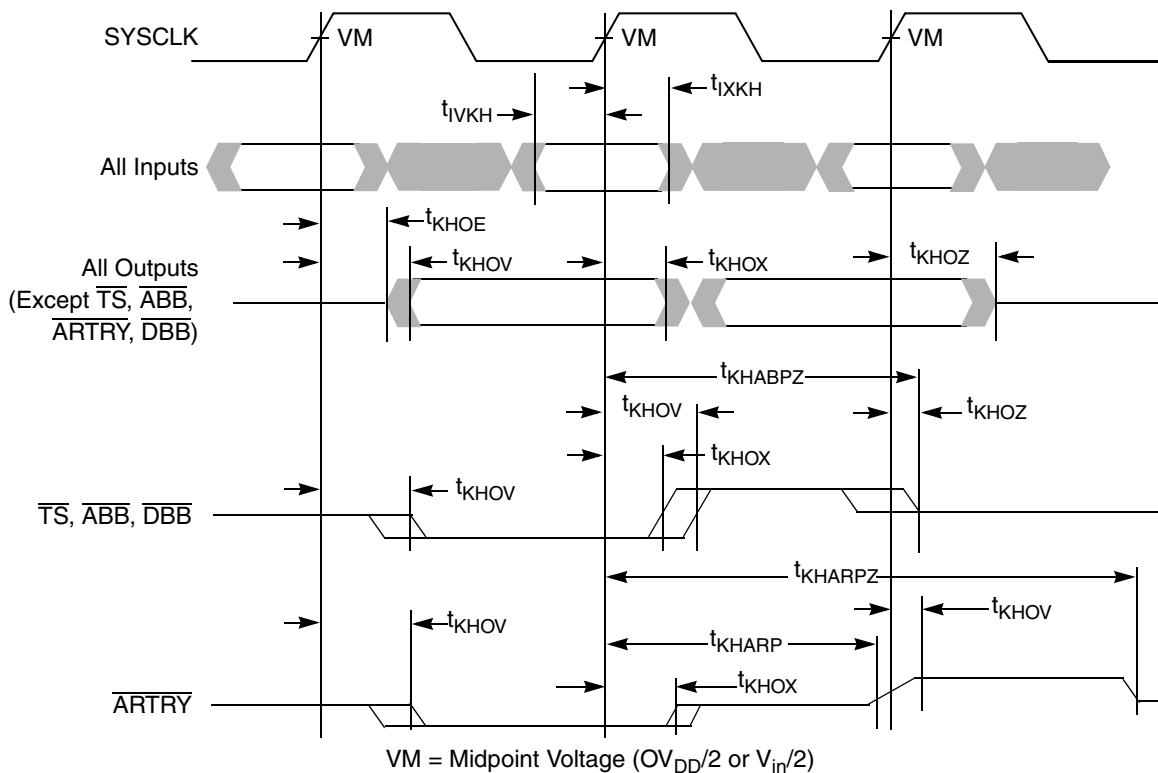 SYSCLK VM VM VM
tIXKH
tIVKH
All Inputs
tKHOE
All Outputs
(Except TS, ABB,
ARTRY, DBB)
tKHOV tKHOX tKHOZ
tKHABPZ
tKHOV tKHOZ
tKHOX
tKHOV
TS, ABB, DBB
tKHARPZ
tKHOV tKHOV
tKHARP
tKHOX
ARTRY
VM = Midpoint Voltage (OVDD/2 or Vin/2)